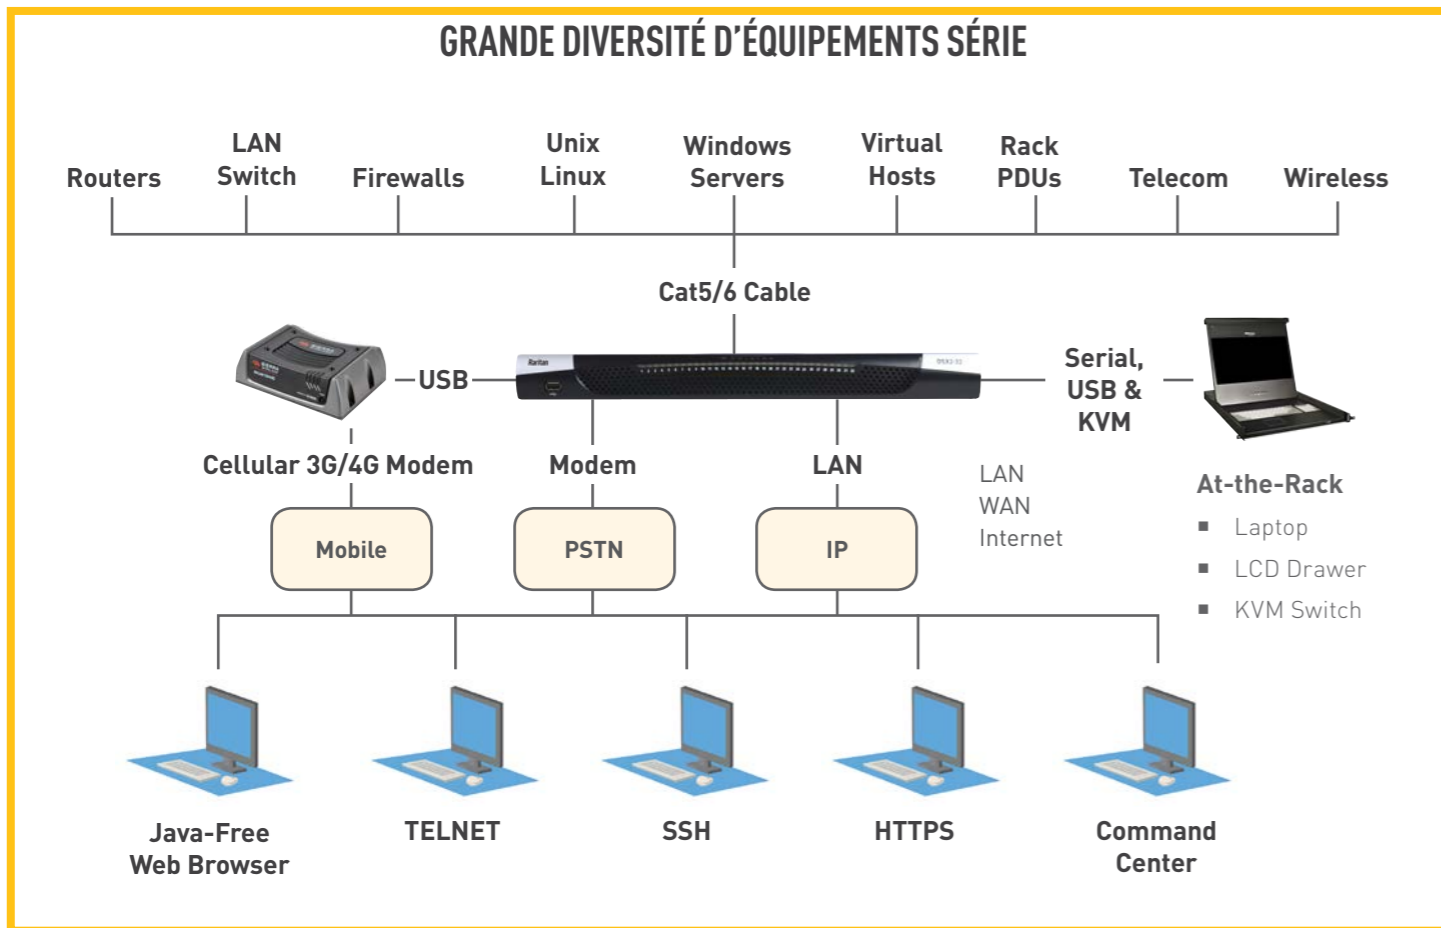 GRANDE DIVERSITÉ D'ÉQUIPEMENTS SÉRIE
Routers
LAN
Switch
Firewalls
Unix
Linux
Windows
Servers
Virtual
Hosts
Rack
PDUs
Telecom
Wireless
Cat5/6 Cable
Raritan
USB
Serial,
USB &
KVM
Cellular 3G/4G Modem
Modem
LAN
LAN
WAN
Internet
At-the-Rack
■ Laptop
■ LCD Drawer
■ KVM Switch
Mobile
PSTN
IP
Java-Free
Web Browser
TELNET
SSH
HTTPS
Command
Center